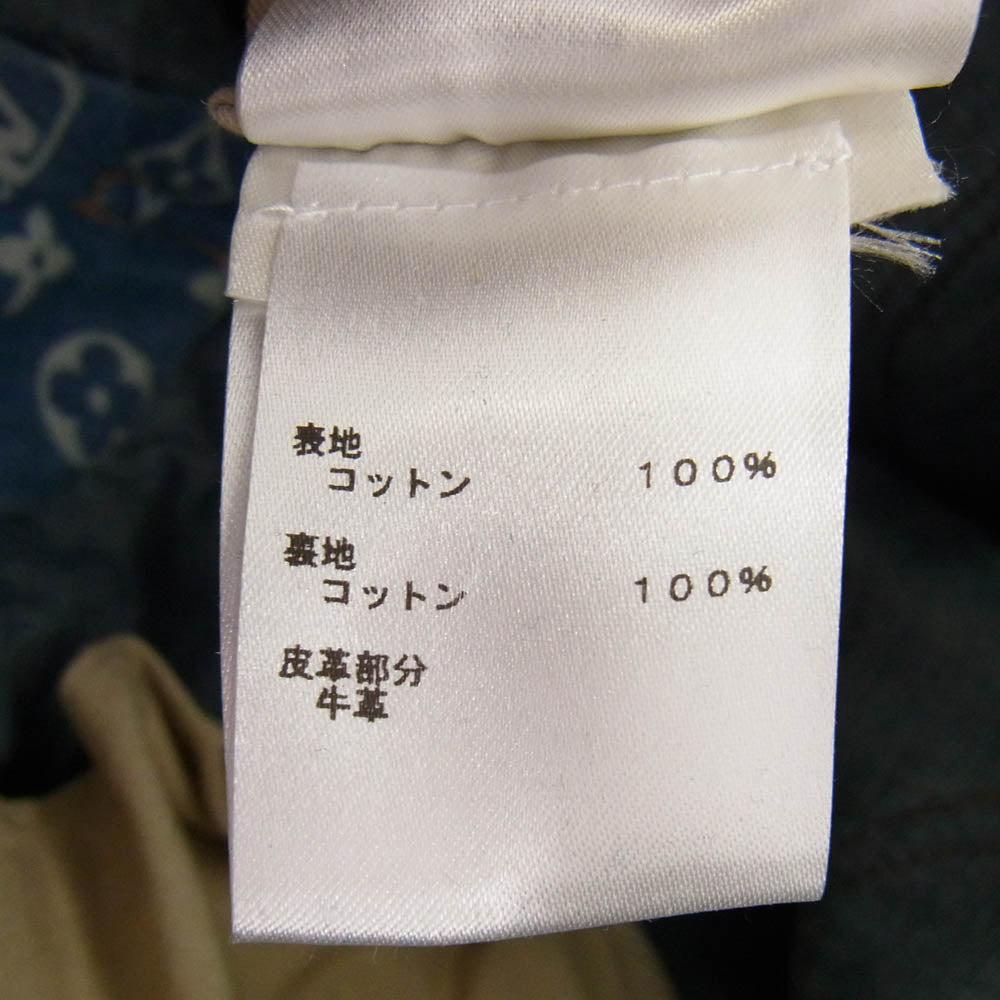 表地
コットン １００％
裏地
コットン １００％
皮革部分
牛革